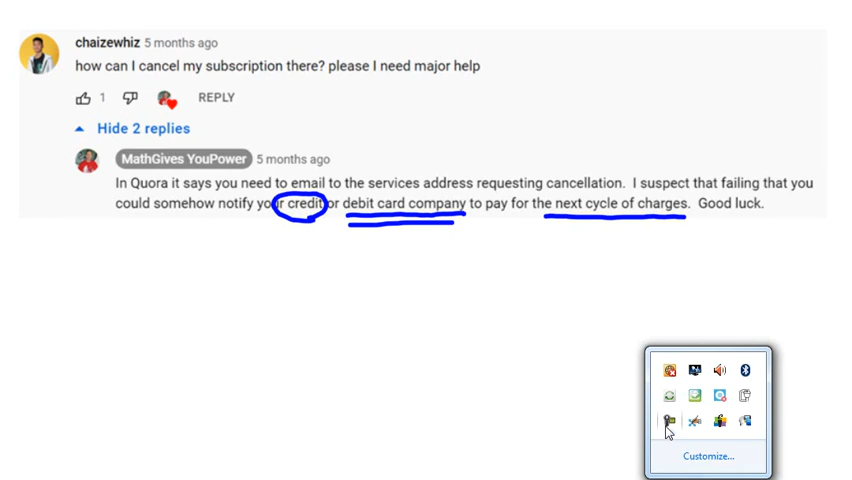 chaizewhiz 5 months ago
how can I cancel my subscription there? please I need major help
1 REPLY
Hide 2 replies
MathGives YouPower 5 months ago
In Quora it says you need to email to the services address requesting cancellation. I suspect that failing that you
could somehow notify your credit or debit card company to pay for the next cycle of charges. Good luck.
Customize...